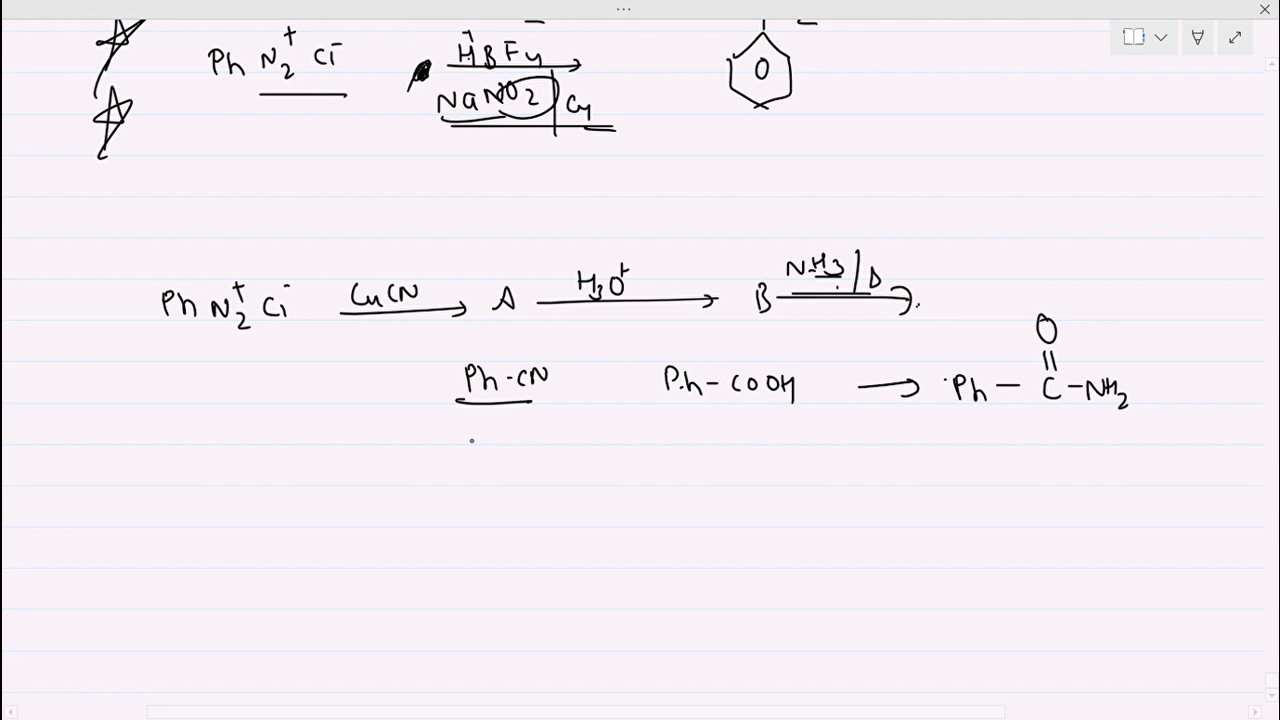 Ph N₂⁺ Cl⁻ HBF₄
NaNO₂ | Cu
Ph N₂⁺ Cl⁻ CuCN → A H₃O⁺ → B NH₃/Δ →
Ph-CN Ph-COOH → Ph-C-NH₂
O